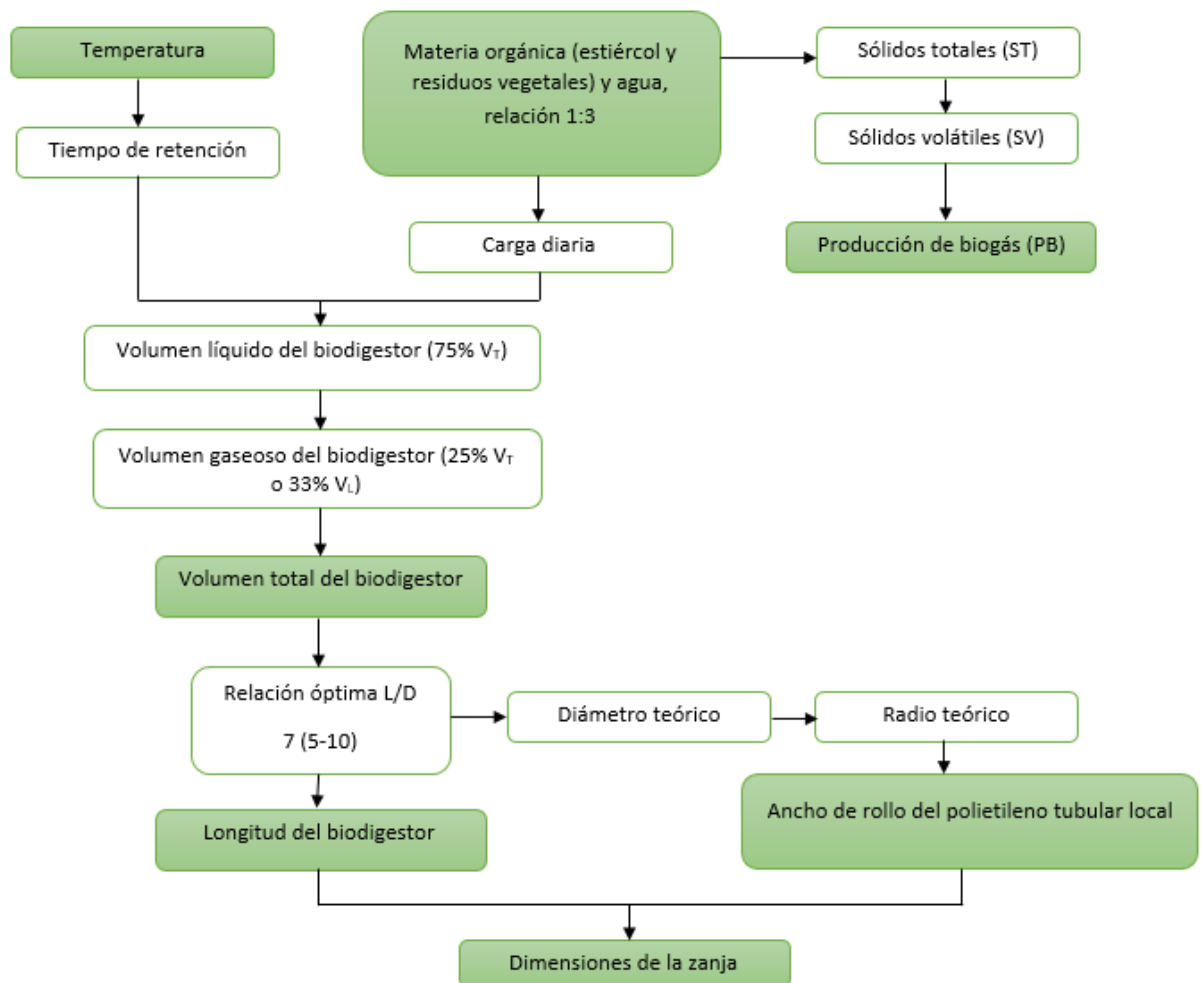 Temperatura
Materia orgánica (estiércol y
residuos vegetales) y agua,
relación 1:3
Sólidos totales (ST)
Tiempo de retención
Sólidos volátiles (SV)
Carga diaria
Producción de biogás (PB)
Volumen líquido del biodigestor (75% V_T)
Volumen gaseoso del biodigestor (25% V_T
o 33% V_L)
Volumen total del biodigestor
Relación óptima L/D
7 (5-10)
Diámetro teórico
Radio teórico
Longitud del biodigestor
Ancho de rollo del polietileno tubular local
Dimensiones de la zanja